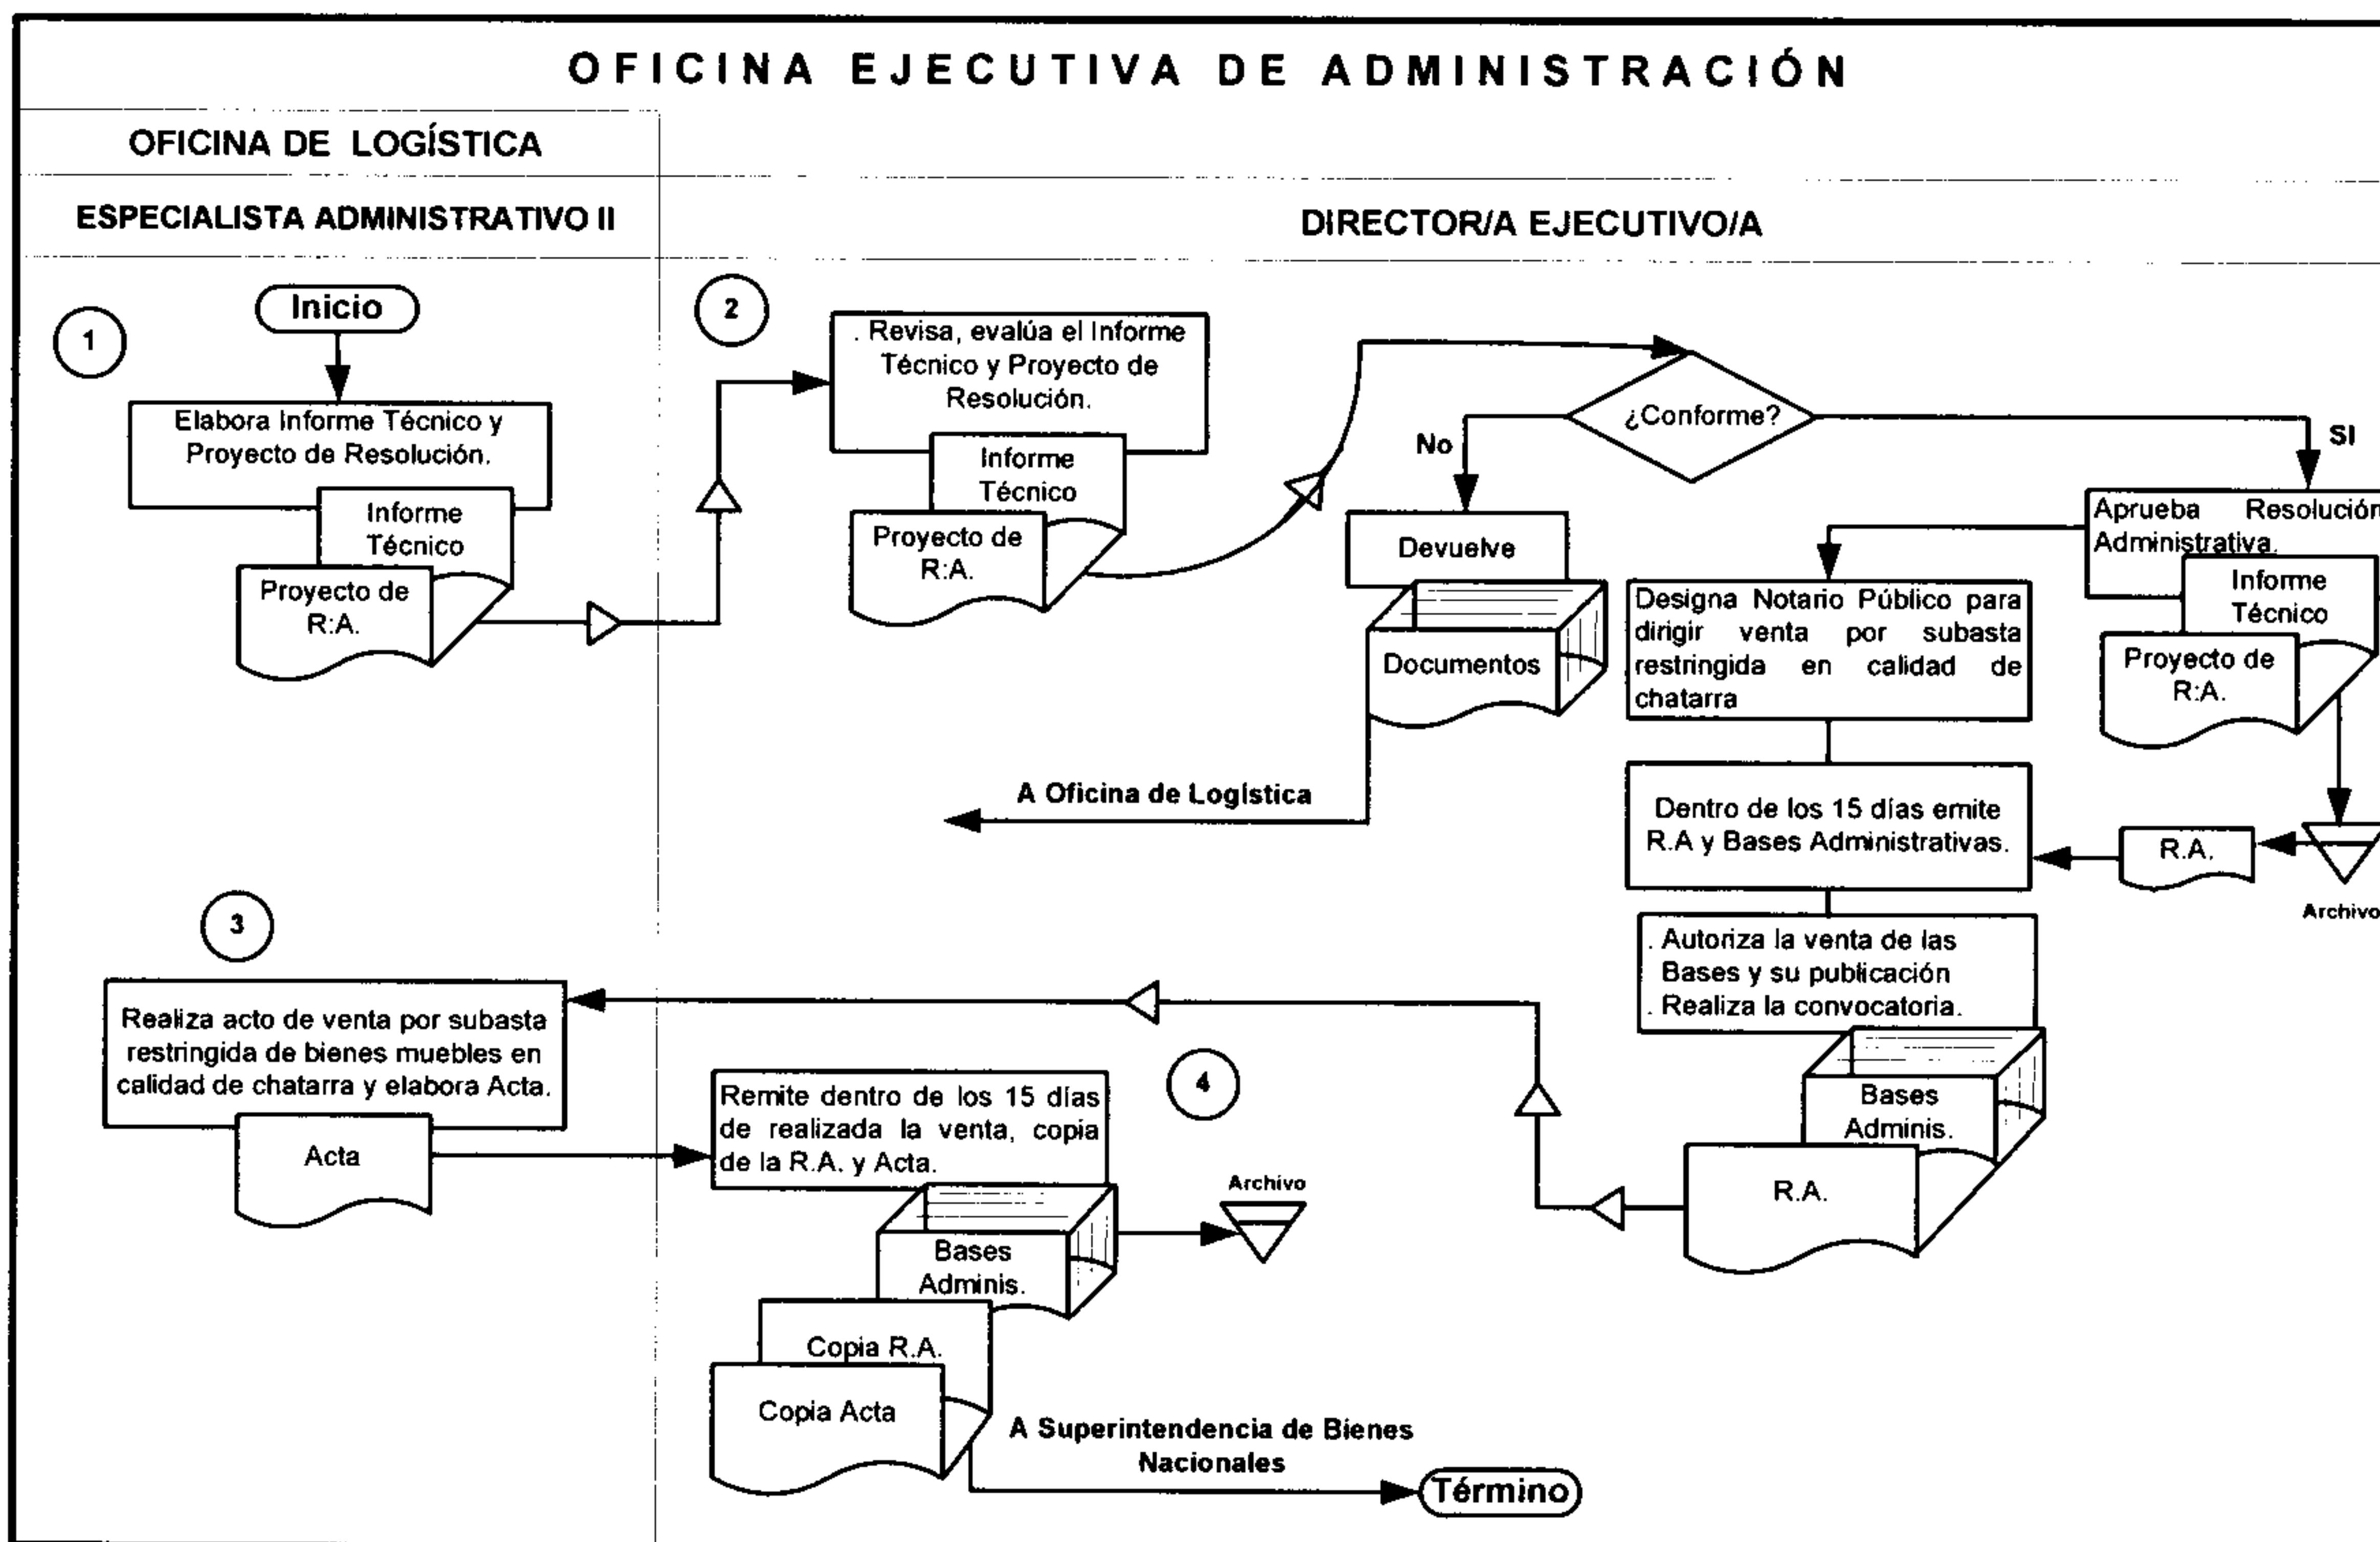 OFICINA EJECUTIVA DE ADMINISTRACIÓN
OFICINA DE LOGÍSTICA
ESPECIALISTA ADMINISTRATIVO II
DIRECTOR/A EJECUTIVO/A
1
Inicio
Elabora Informe Técnico y
Proyecto de Resolución.
Informe
Técnico
Proyecto de
R:A.
2
. Revisa, evalúa el Informe
Técnico y Proyecto de
Resolución.
Informe
Técnico
Proyecto de
R:A.
¿Conforme?
No
SI
Devuelve
Documentos
A Oficina de Logística
Aprueba Resolución
Administrativa.
Informe
Técnico
Proyecto de
R:A.
Archivo
R.A.
Designa Notario Público para
dirigir venta por subasta
restringida en calidad de
chatarra
Dentro de los 15 días emite
R.A y Bases Administrativas.
. Autoriza la venta de las
Bases y su publicación
. Realiza la convocatoria.
Bases
Adminis.
R.A.
3
Realiza acto de venta por subasta
restringida de bienes muebles en
calidad de chatarra y elabora Acta.
Acta
4
Remite dentro de los 15 días
de realizada la venta, copia
de la R.A. y Acta.
Archivo
Bases
Adminis.
Copia R.A.
Copia Acta
A Superintendencia de Bienes
Nacionales
Término